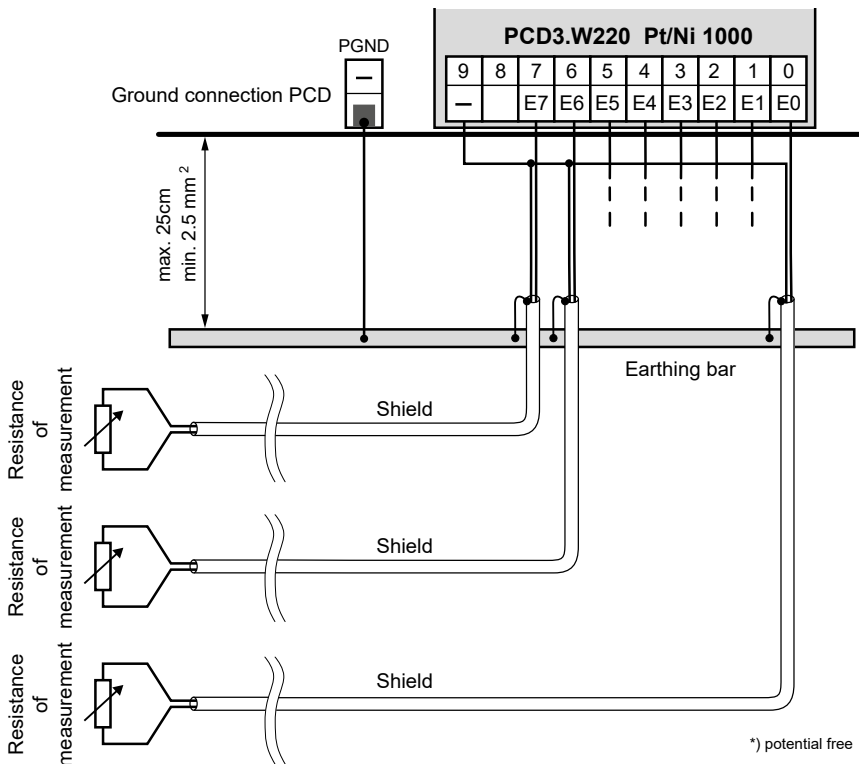 PCD3.W220 Pt/Ni 1000
PGND
9 8 7 6 5 4 3 2 1 0
– E7 E6 E5 E4 E3 E2 E1 E0
–
Ground connection PCD
max. 25cm
min. 2.5 mm²
Earthing bar
Resistance
of
measurement
Shield
Resistance
of
measurement
Shield
Resistance
of
measurement
Shield
*) potential free